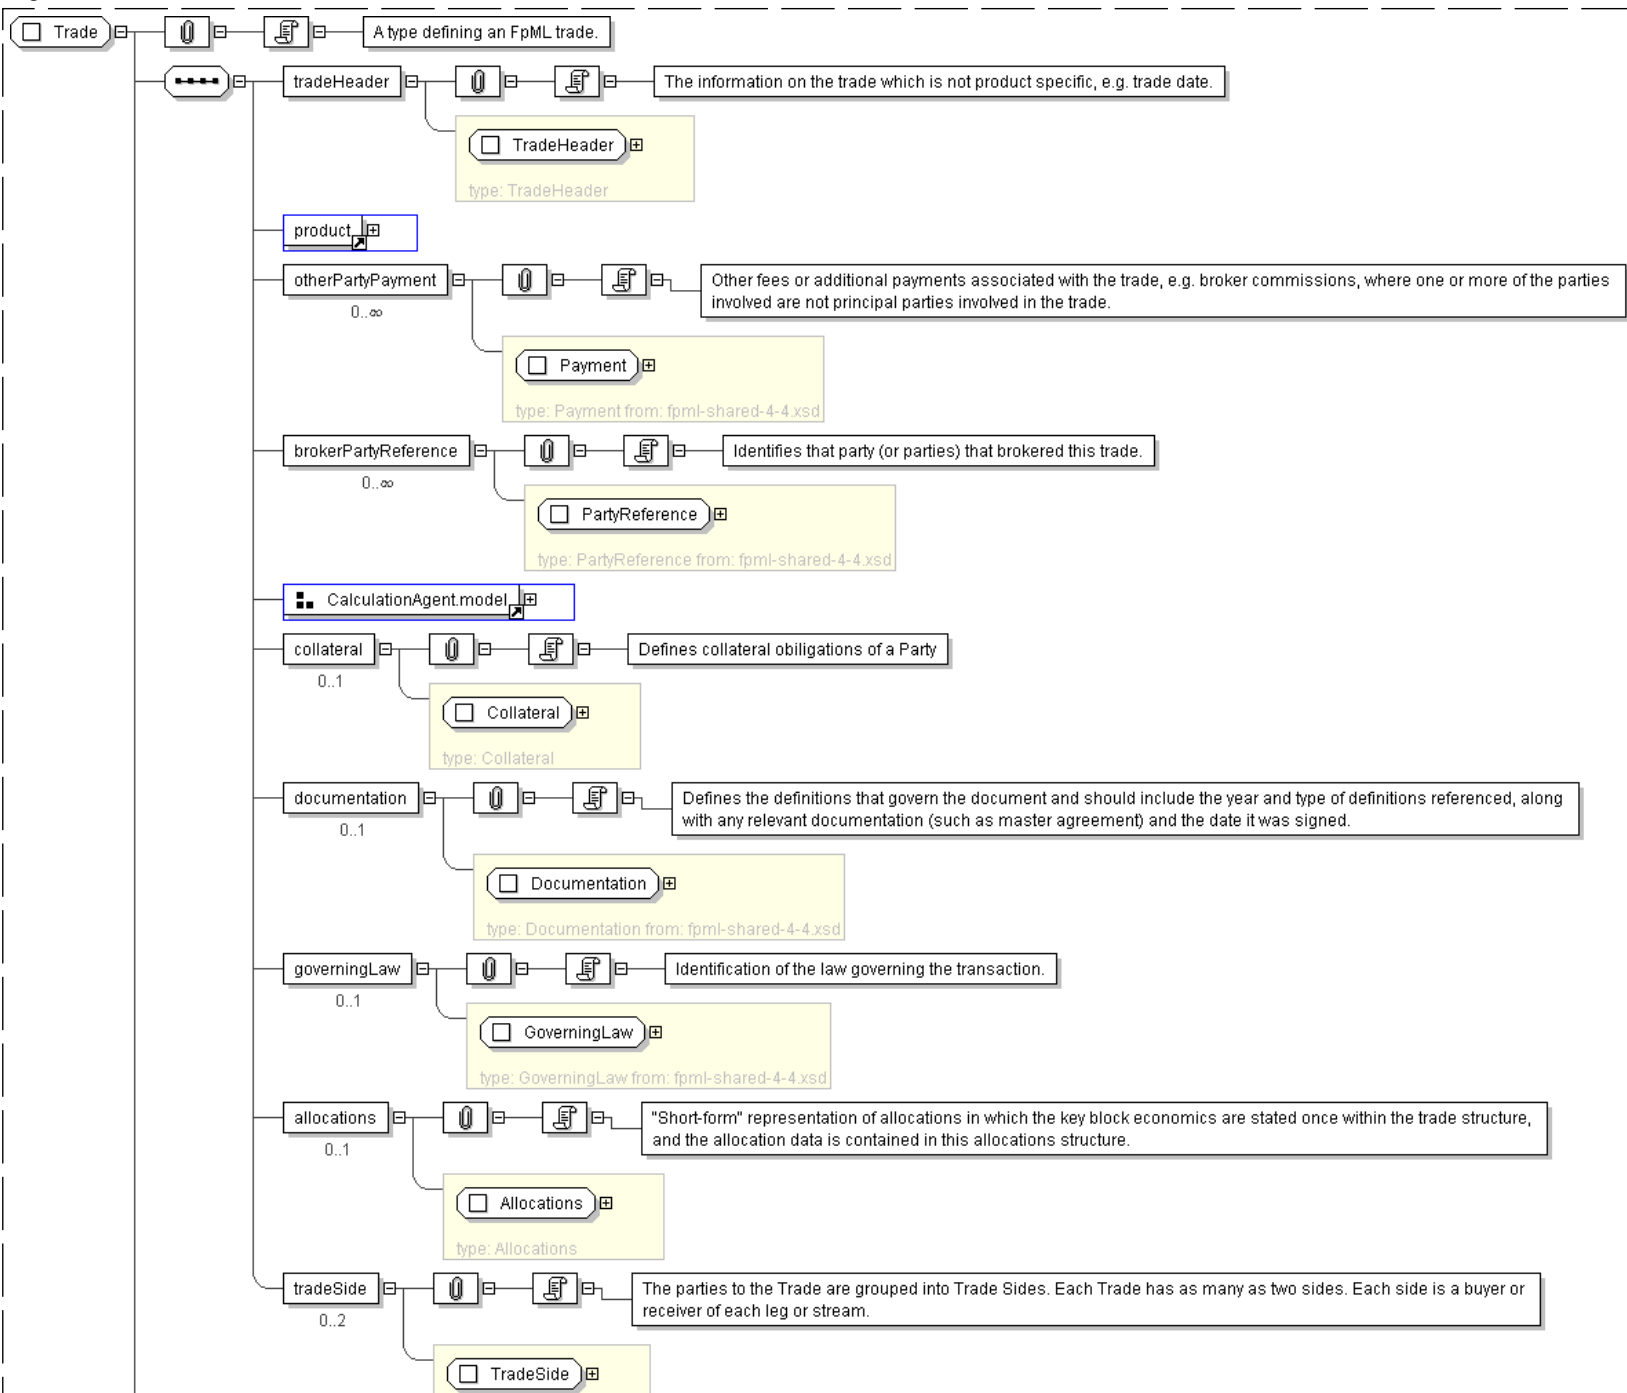 Trade
A type defining an FpML trade.
tradeHeader
The information on the trade which is not product specific, e.g. trade date.
TradeHeader
type: TradeHeader
product
otherPartyPayment
0..∞
Other fees or additional payments associated with the trade, e.g. broker commissions, where one or more of the parties
involved are not principal parties involved in the trade.
Payment
type: Payment from: fpml-shared-4-4.xsd
brokerPartyReference
0..∞
Identifies that party (or parties) that brokered this trade.
PartyReference
type: PartyReference from: fpml-shared-4-4.xsd
CalculationAgent.model
collateral
0..1
Defines collateral obiligations of a Party
Collateral
type: Collateral
documentation
0..1
Defines the definitions that govern the document and should include the year and type of definitions referenced, along
with any relevant documentation (such as master agreement) and the date it was signed.
Documentation
type: Documentation from: fpml-shared-4-4.xsd
governingLaw
0..1
Identification of the law governing the transaction.
GoverningLaw
type: GoverningLaw from: fpml-shared-4-4.xsd
allocations
0..1
"Short-form" representation of allocations in which the key block economics are stated once within the trade structure,
and the allocation data is contained in this allocations structure.
Allocations
type: Allocations
tradeSide
0..2
The parties to the Trade are grouped into Trade Sides. Each Trade has as many as two sides. Each side is a buyer or
receiver of each leg or stream.
TradeSide